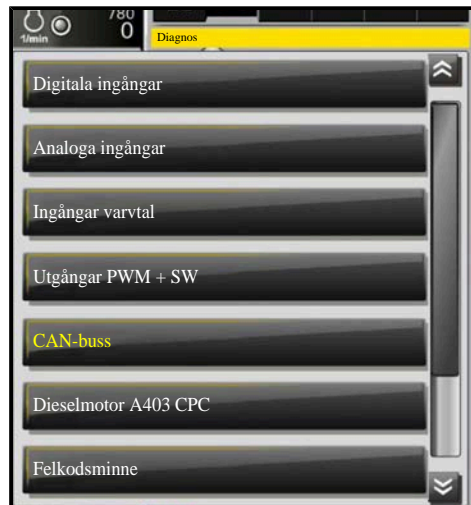 780
1/min
0
Diagnos
Digitala ingångar
Analoga ingångar
Ingångar varvtal
Utgångar PWM + SW
CAN-buss
Dieselmotor A403 CPC
Felkodsminne